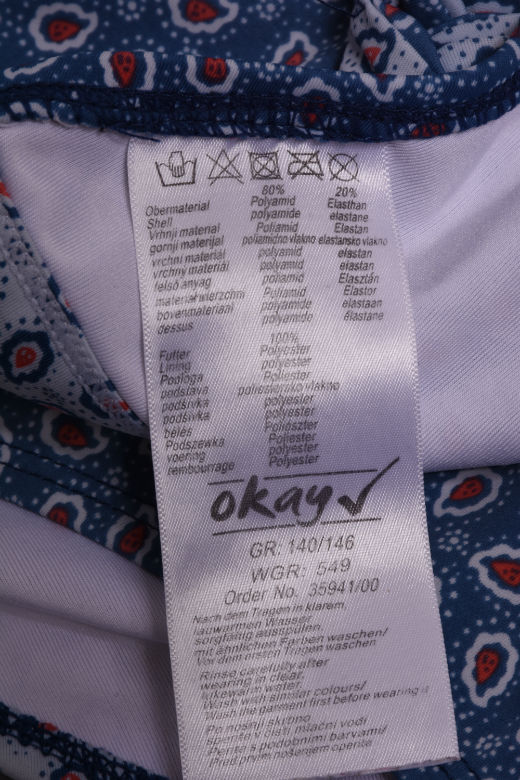 80% 20%
Obermaterial Polyamid Elasthan
Shell polyamide elastane
Vrhnji material Poliamid Elastan
gornji materijal poliamidno vlakno elastansko vlakno
vrchní materiál polyamid elastan
vrchný materiál polyamid elastan
felső anyag poliamid Elasztán
materiał wierzchni Poliamid Elastor
bovenmateriaal polyamide elastaan
dessus polyamide élasthane
100%
Futter Polyester
Lining polyester
Podloga Poliester
podstava poliestersko vlakno
podšívka polyester
podšívka polyester
bélés Poliészter
Podszewka Poliester
voering polyester
rembourrage Polyester
okay
GR: 140/146
WGR: 549
Order No. 35941/00
Nach dem Tragen in klarem,
lauwarmen Wasser
sorgfältig ausspülen,
mit ähnlichen Farben waschen/
Vor dem ersten Tragen waschen
Rinse carefully after
wearing in clear,
lukewarm water
Wash with similar colours/
Wash the garment first before wearing it
Po nosnji skrbno
sperite v čisti mlačni vodi
Perite s podobnimi barvami/
Pred prvim nošenjem operite